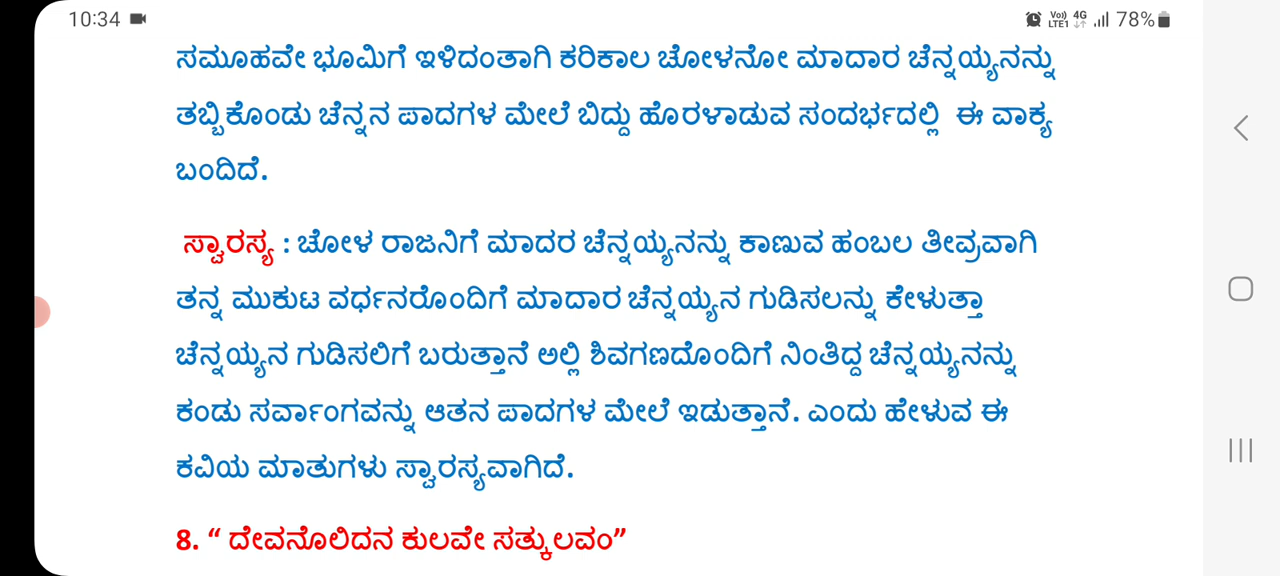 10:34 Vo)) LTE1 4G 78%
ಸಮೂಹವೇ ಭೂಮಿಗೆ ಇಳಿದಂತಾಗಿ ಕರಿಕಾಲ ಚೋಳನೋ ಮಾದಾರ ಚೆನ್ನಯ್ಯನನ್ನು
ತಬ್ಬಿಕೊಂಡು ಚೆನ್ನನ ಪಾದಗಳ ಮೇಲೆ ಬಿದ್ದು ಹೊರಳಾಡುವ ಸಂದರ್ಭದಲ್ಲಿ ಈ ವಾಕ್ಯ
ಬಂದಿದೆ.
ಸ್ವಾರಸ್ಯ : ಚೋಳ ರಾಜನಿಗೆ ಮಾದರ ಚೆನ್ನಯ್ಯನನ್ನು ಕಾಣುವ ಹಂಬಲ ತೀವ್ರವಾಗಿ
ತನ್ನ ಮುಕುಟ ವರ್ಧನರೊಂದಿಗೆ ಮಾದಾರ ಚೆನ್ನಯ್ಯನ ಗುಡಿಸಲನ್ನು ಕೇಳುತ್ತಾ
ಚೆನ್ನಯ್ಯನ ಗುಡಿಸಲಿಗೆ ಬರುತ್ತಾನೆ ಅಲ್ಲಿ ಶಿವಗಣದೊಂದಿಗೆ ನಿಂತಿದ್ದ ಚೆನ್ನಯ್ಯನನ್ನು
ಕಂಡು ಸರ್ವಾಂಗವನ್ನು ಆತನ ಪಾದಗಳ ಮೇಲೆ ಇಡುತ್ತಾನೆ. ಎಂದು ಹೇಳುವ ಈ
ಕವಿಯ ಮಾತುಗಳು ಸ್ವಾರಸ್ಯವಾಗಿದೆ.
8. “ ದೇವನೊಲಿದನ ಕುಲವೇ ಸತ್ಕುಲವಂ”